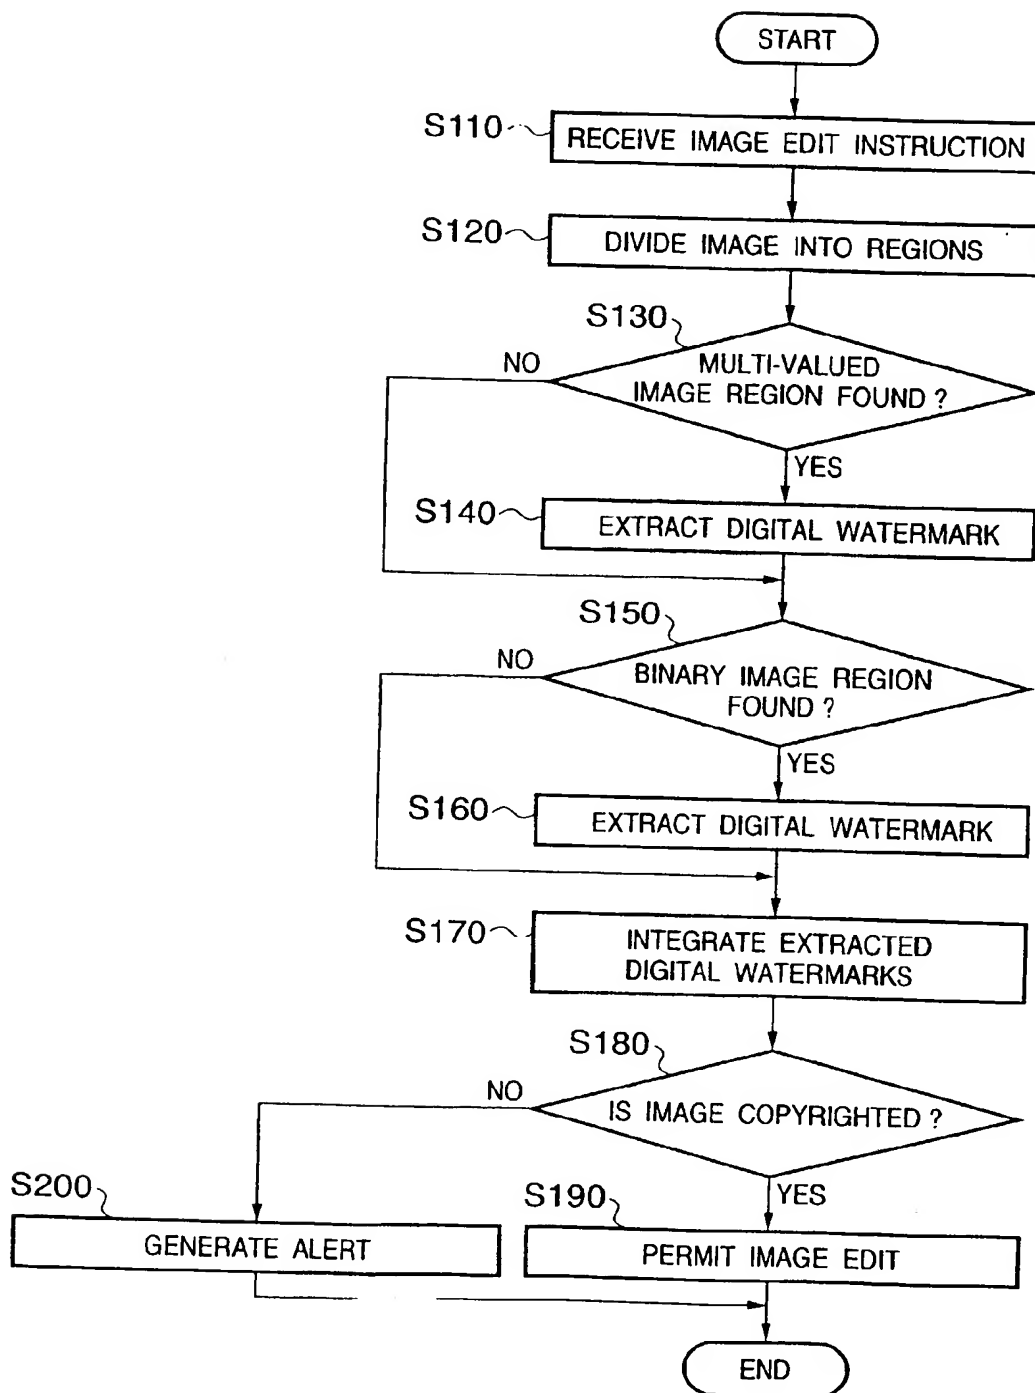 START
S110
RECEIVE IMAGE EDIT INSTRUCTION
S120
DIVIDE IMAGE INTO REGIONS
S130
NO
MULTI-VALUED
IMAGE REGION FOUND ?
YES
S140
EXTRACT DIGITAL WATERMARK
S150
NO
BINARY IMAGE REGION
FOUND ?
YES
S160
EXTRACT DIGITAL WATERMARK
S170
INTEGRATE EXTRACTED
DIGITAL WATERMARKS
S180
NO
IS IMAGE COPYRIGHTED ?
YES
S200
GENERATE ALERT
S190
PERMIT IMAGE EDIT
END